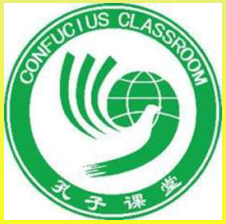 CONFUCIUS CLASSROOM
孔子课堂